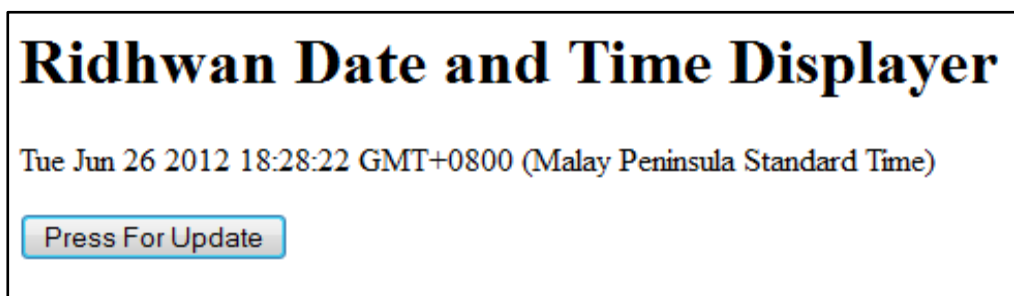 Ridhwan Date and Time Displayer
Tue Jun 26 2012 18:28:22 GMT+0800 (Malay Peninsula Standard Time)
Press For Update